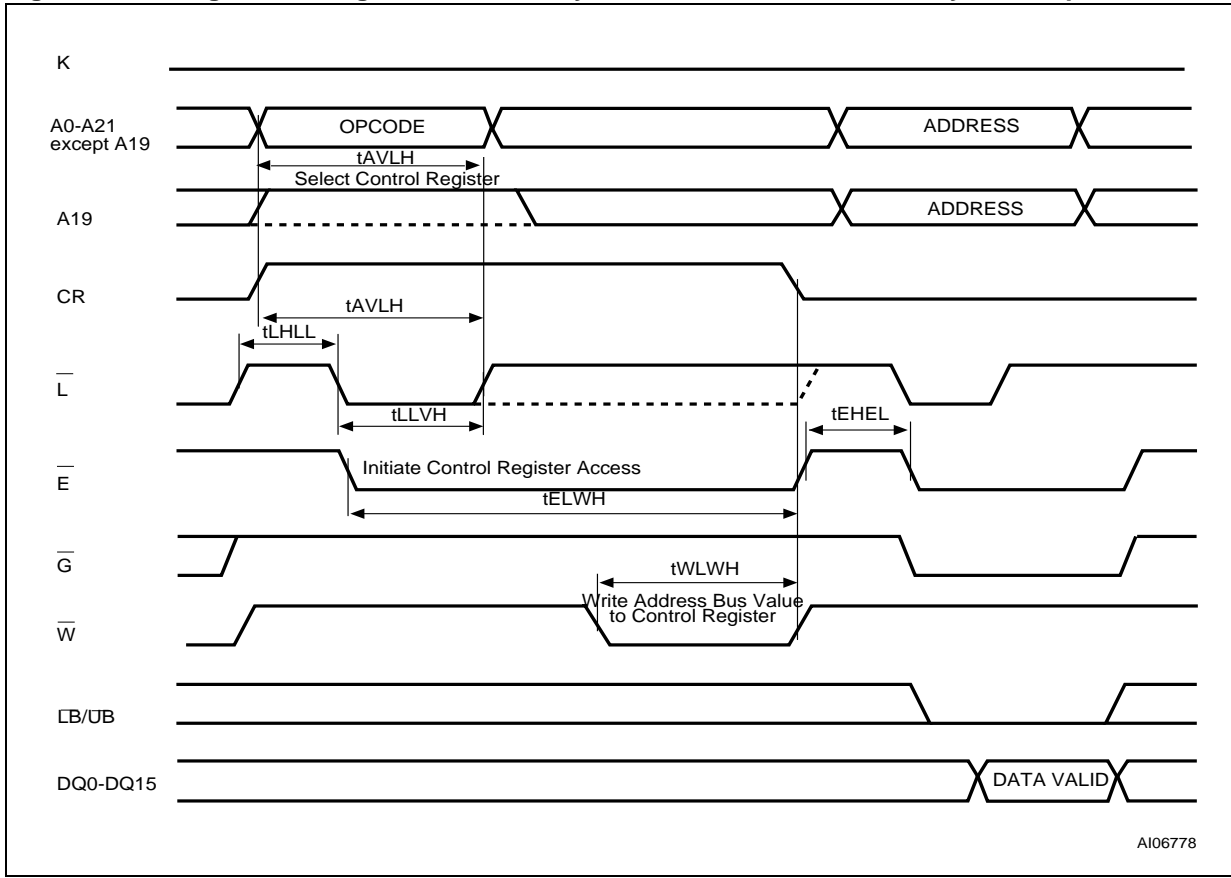 K
A0-A21
except A19
OPCODE
ADDRESS
tAVLH
Select Control Register
A19
ADDRESS
CR
tAVLH
tLHLL
L
tLLVH
tEHEL
E
Initiate Control Register Access
tELWH
G
tWLWH
Write Address Bus Value
to Control Register
W
LB/UB
DQ0-DQ15
DATA VALID
AI06778